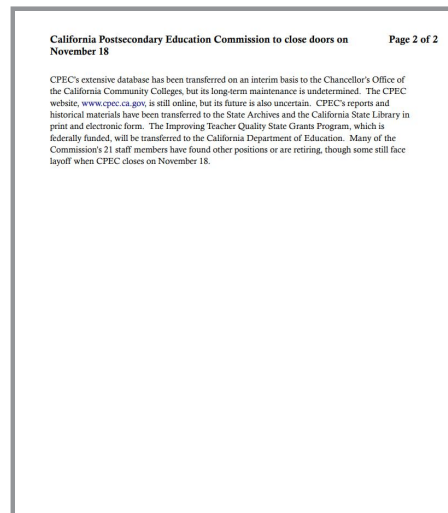 California Postsecondary Education Commission to close doors on Page 2 of 2
November 18
CPEC's extensive database has been transferred on an interim basis to the Chancellor's Office of
the California Community Colleges, but its long-term maintenance is undetermined. The CPEC
website, www.cpec.ca.gov, is still online, but its future is also uncertain. CPEC's reports and
historical materials have been transferred to the State Archives and the California State Library in
print and electronic form. The Improving Teacher Quality State Grants Program, which is
federally funded, will be transferred to the California Department of Education. Many of the
Commission's 21 staff members have found other positions or are retiring, though some still face
layoff when CPEC closes on November 18.